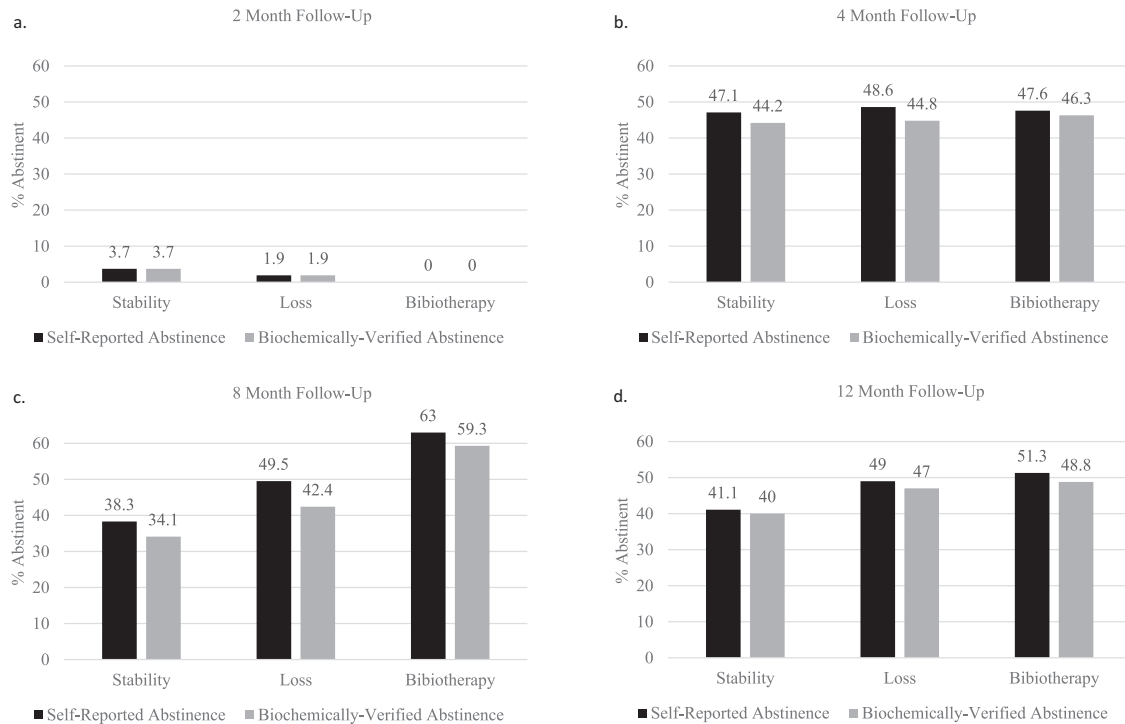 a.
2 Month Follow-Up
% Abstinent
60
50
40
30
20
10
0
3.7 3.7
1.9 1.9
0 0
Stability Loss Bibiotherapy
■ Self-Reported Abstinence ■ Biochemically-Verified Abstinence
b.
4 Month Follow-Up
% Abstinent
60
50
40
30
20
10
0
47.1 44.2
48.6 44.8
47.6 46.3
Stability Loss Bibiotherapy
■ Self-Reported Abstinence ■ Biochemically-Verified Abstinence
c.
8 Month Follow-Up
% Abstinent
60
50
40
30
20
10
0
38.3 34.1
49.5 42.4
63 59.3
Stability Loss Bibiotherapy
■ Self-Reported Abstinence ■ Biochemically-Verified Abstinence
d.
12 Month Follow-Up
% Abstinent
60
50
40
30
20
10
0
41.1 40
49 47
51.3 48.8
Stability Loss Bibiotherapy
■ Self-Reported Abstinence ■ Biochemically-Verified Abstinence